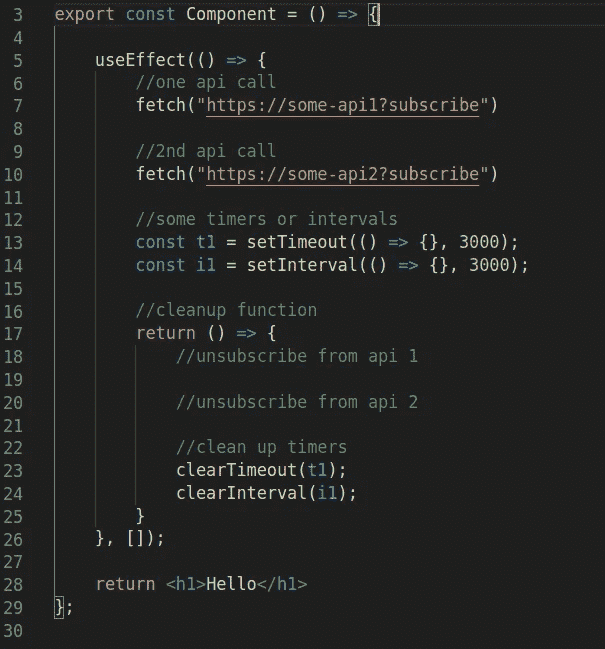 3 export const Component = () => {
4
5 useEffect(() => {
6 //one api call
7 fetch("https://some-api1?subscribe")
8
9 //2nd api call
10 fetch("https://some-api2?subscribe")
11
12 //some timers or intervals
13 const t1 = setTimeout(() => {}, 3000);
14 const i1 = setInterval(() => {}, 3000);
15
16 //cleanup function
17 return () => {
18 //unsubscribe from api 1
19
20 //unsubscribe from api 2
21
22 //clean up timers
23 clearTimeout(t1);
24 clearInterval(i1);
25 }
26 }, []);
27
28 return <h1>Hello</h1>
29 };
30